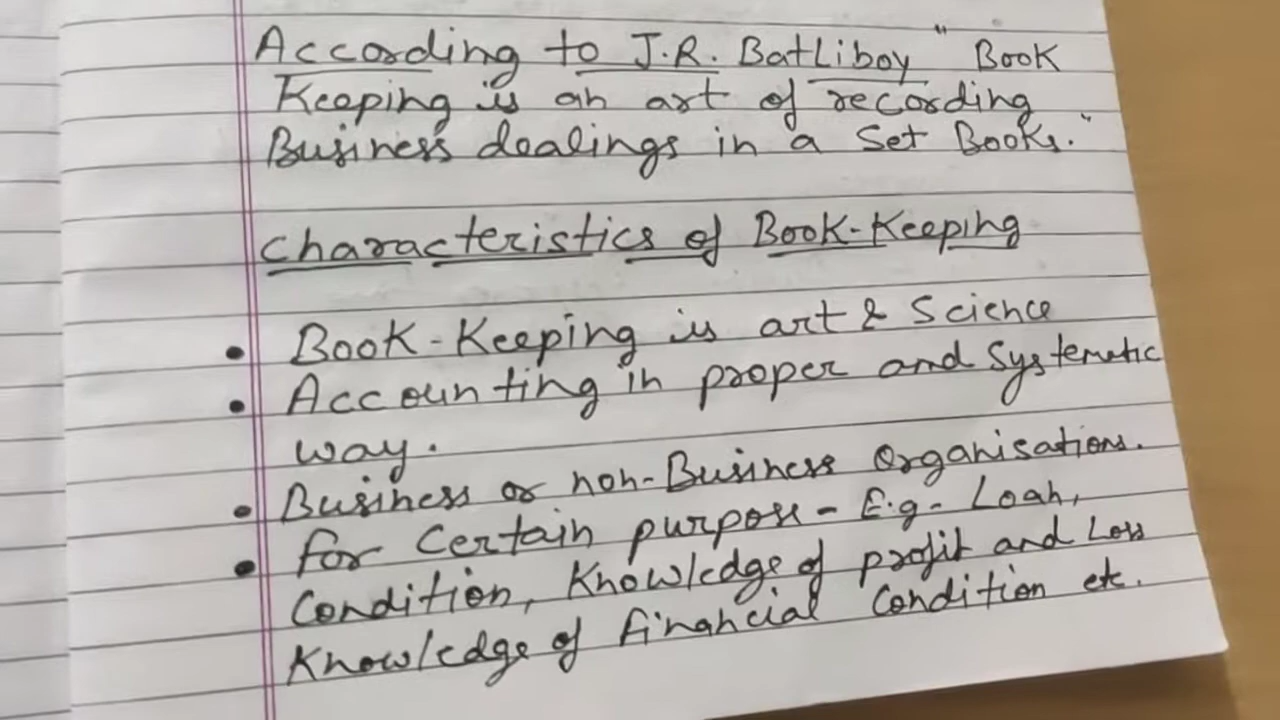 According to J.R. Batliboy "Book
Keeping is an art of recording
Business dealings in a Set Books."
Characteristics of Book-Keeping
• Book-Keeping is art & Science
• Accounting in proper and Systematic
way.
• Business or non-Business Organisations.
• for Certain purpose - E.g - Loan,
Condition, Knowledge of profit and Loss
Knowledge of financial Condition etc.